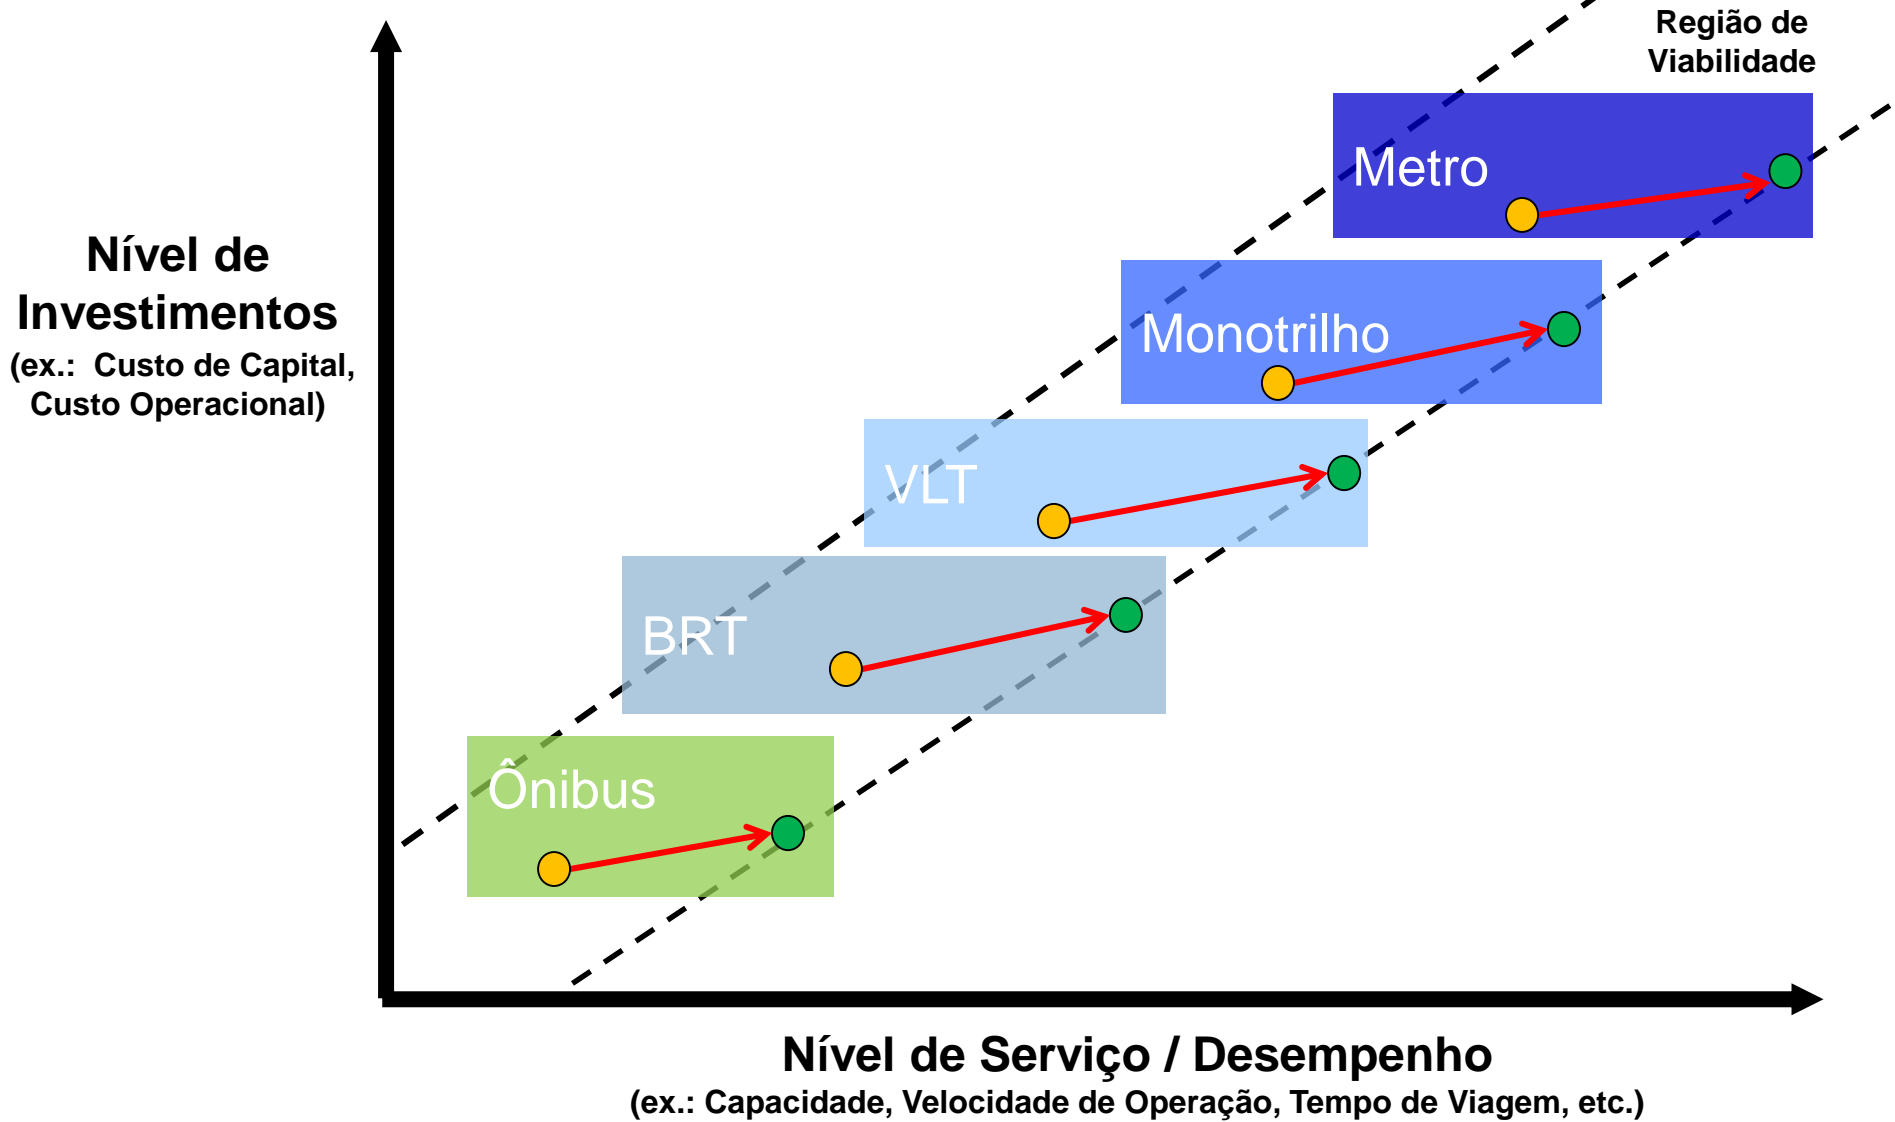 Região de
Viabilidade
Metro
Nível de
Investimentos
(ex.: Custo de Capital,
Custo Operacional)
Monotrilho
VLT
BRT
Ônibus
Nível de Serviço / Desempenho
(ex.: Capacidade, Velocidade de Operação, Tempo de Viagem, etc.)